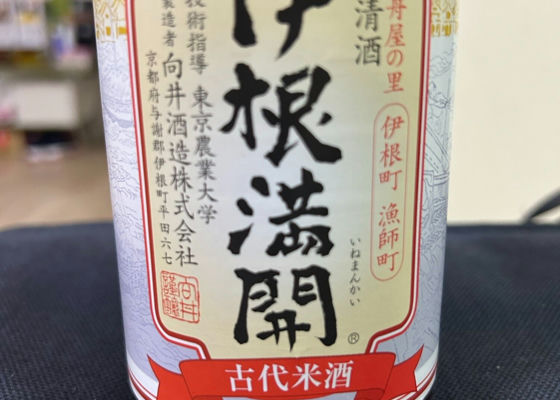 舟屋の里
伊根町 漁師町
清酒
伊根満開
いねまんかい
®
技術指導 東京農業大学
製造者 向井酒造株式会社
京都府与謝郡伊根町平田六七
古代米酒